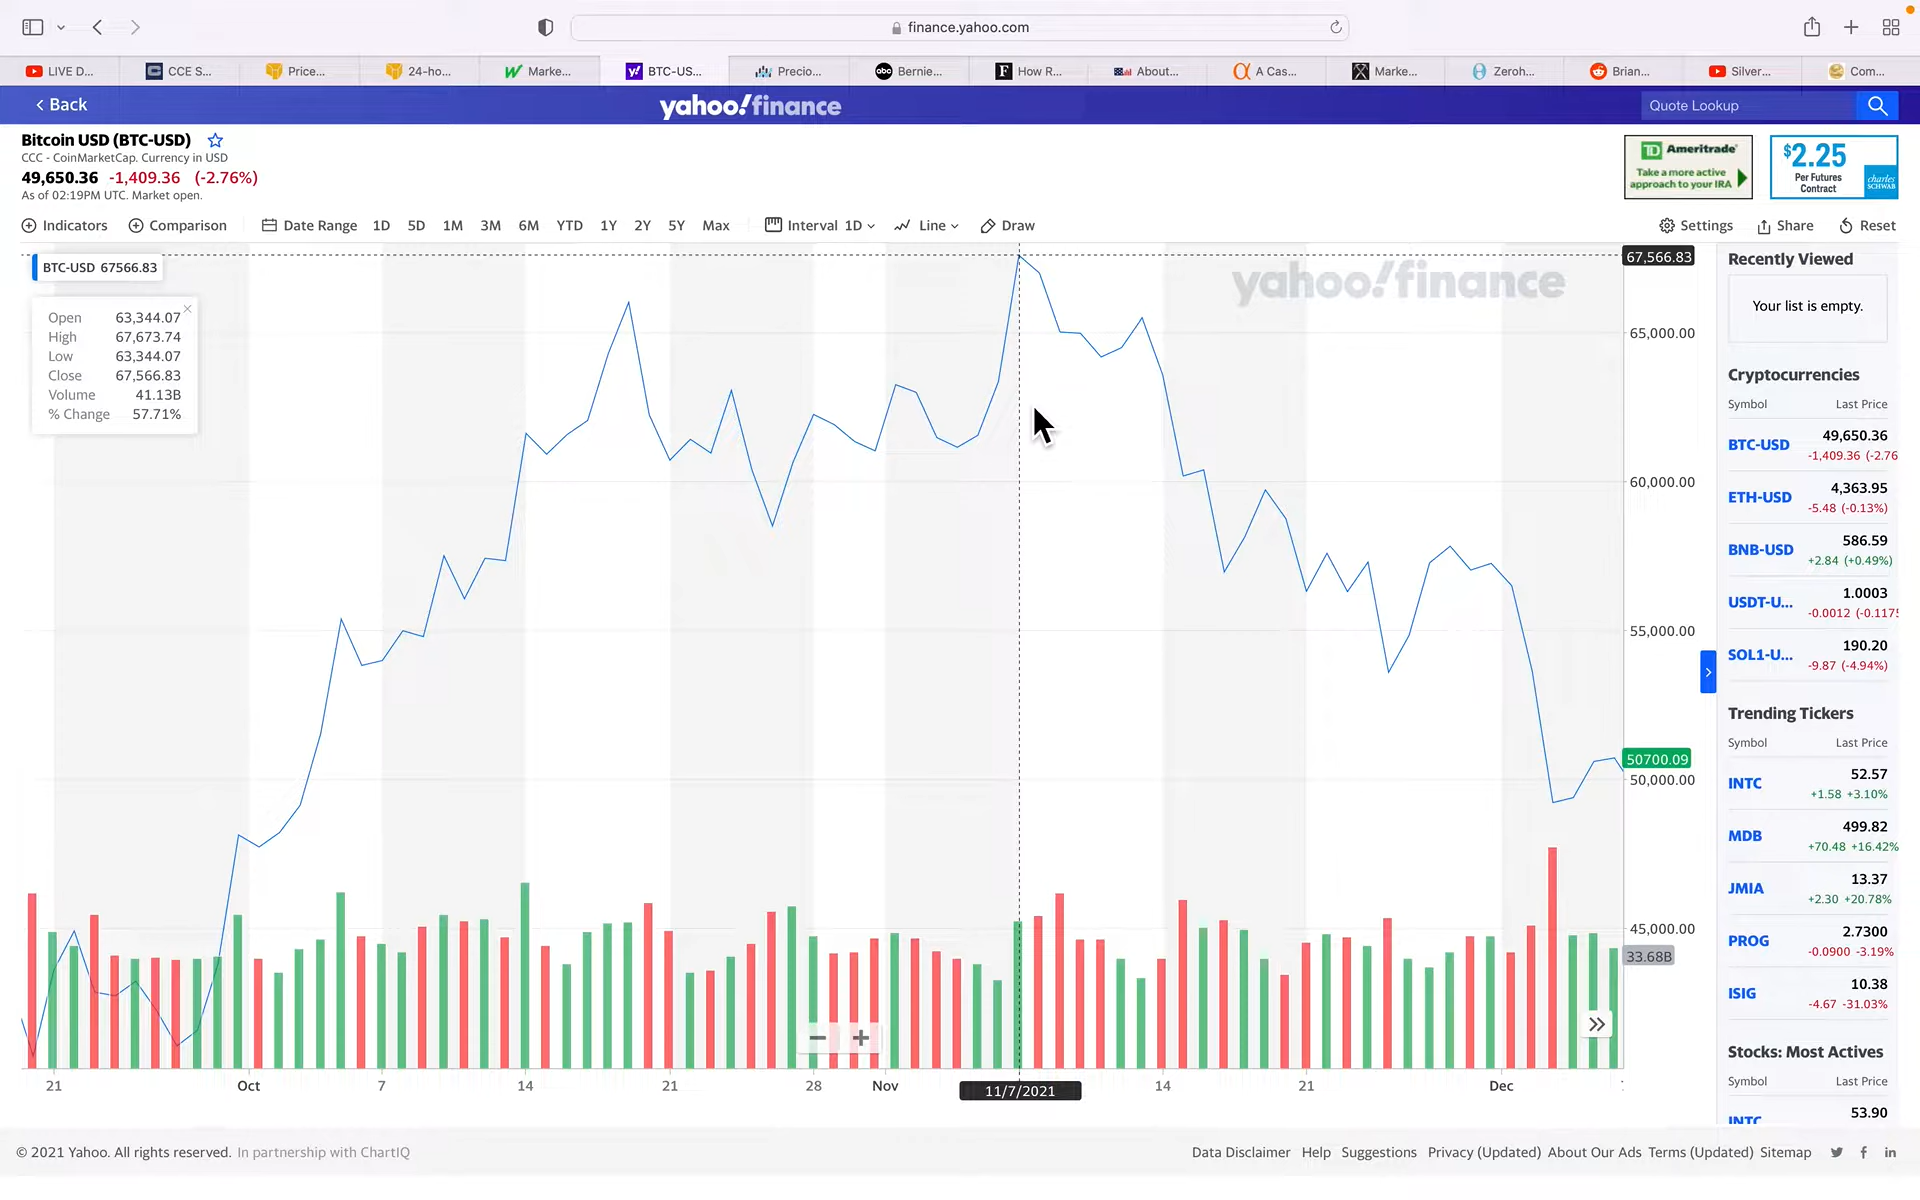 finance.yahoo.com
LIVE D... CCE S... Price... 24-ho... Marke... BTC-US... Precio... Bernie... How R... About... A Cas... Marke... Zeroh... Brian... Silver... Com...
Back
yahoo!finance
Quote Lookup
Bitcoin USD (BTC-USD)
CCC - CoinMarketCap. Currency in USD
49,650.36 -1,409.36 (-2.76%)
As of 02:19PM UTC. Market open.
TD Ameritrade
Take a more active
approach to your IRA
$2.25
Per Futures
Contract
charles
SCHWAB
Indicators Comparison Date Range 1D 5D 1M 3M 6M YTD 1Y 2Y 5Y Max Interval 1D Line Draw
Settings Share Reset
BTC-USD 67566.83
Open 63,344.07
High 67,673.74
Low 63,344.07
Close 67,566.83
Volume 41.13B
% Change 57.71%
yahoo!finance
67,566.83
65,000.00
60,000.00
55,000.00
50700.09
50,000.00
45,000.00
33.68B
21 Oct 7 14 21 28 Nov 11/7/2021 14 21 Dec
Recently Viewed
Your list is empty.
Cryptocurrencies
Symbol Last Price
BTC-USD 49,650.36
-1,409.36 (-2.76
ETH-USD 4,363.95
-5.48 (-0.13%)
BNB-USD 586.59
+2.84 (+0.49%)
USDT-U... 1.0003
-0.0012 (-0.1175
SOL1-U... 190.20
-9.87 (-4.94%)
Trending Tickers
Symbol Last Price
INTC 52.57
+1.58 +3.10%
MDB 499.82
+70.48 +16.42%
JMIA 13.37
+2.30 +20.78%
PROG 2.7300
-0.0900 -3.19%
ISIG 10.38
-4.67 -31.03%
Stocks: Most Actives
Symbol Last Price
INTC 53.90
© 2021 Yahoo. All rights reserved. In partnership with ChartIQ
Data Disclaimer Help Suggestions Privacy (Updated) About Our Ads Terms (Updated) Sitemap